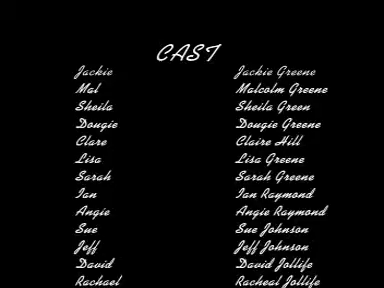 CAST
Jackie Jackie Greene
Mal Malcolm Greene
Sheila Sheila Green
Dougie Dougie Greene
Clare Claire Hill
Lisa Lisa Greene
Sarah Sarah Greene
Ian Ian Raymond
Angie Angie Raymond
Sue Sue Johnson
Jeff Jeff Johnson
David David Jollife
Rachael Racheal Jollife